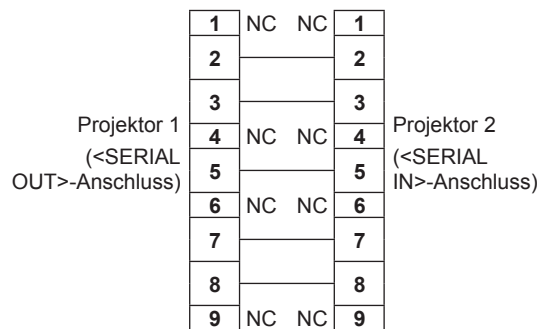 1 NC NC 1
2 2
3 3
Projektor 1
(<SERIAL
OUT>-Anschluss)
4 NC NC 4
5 5
6 NC NC 6
7 7
8 8
9 NC NC 9
Projektor 2
(<SERIAL
IN>-Anschluss)